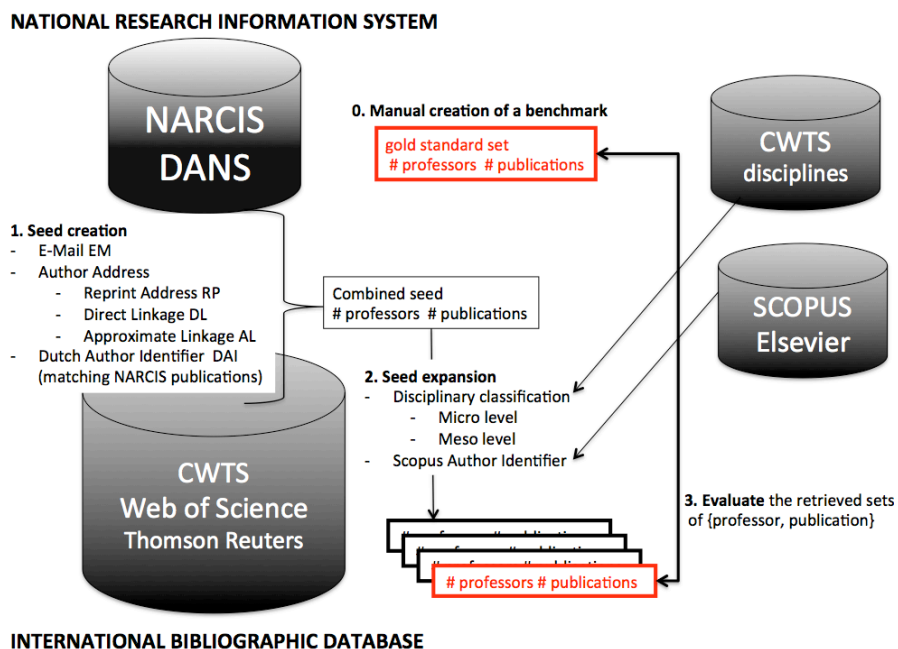 NATIONAL RESEARCH INFORMATION SYSTEM
NARCIS
DANS
0. Manual creation of a benchmark
gold standard set
# professors # publications
CWTS
disciplines
1. Seed creation
- E-Mail EM
- Author Address
- Reprint Address RP
- Direct Linkage DL
- Approximate Linkage AL
- Dutch Author Identifier DAI
(matching NARCIS publications)
Combined seed
# professors # publications
SCOPUS
Elsevier
2. Seed expansion
- Disciplinary classification
- Micro level
- Meso level
- Scopus Author Identifier
CWTS
Web of Science
Thomson Reuters
3. Evaluate the retrieved sets
of {professor, publication}
# professors # publications
INTERNATIONAL BIBLIOGRAPHIC DATABASE